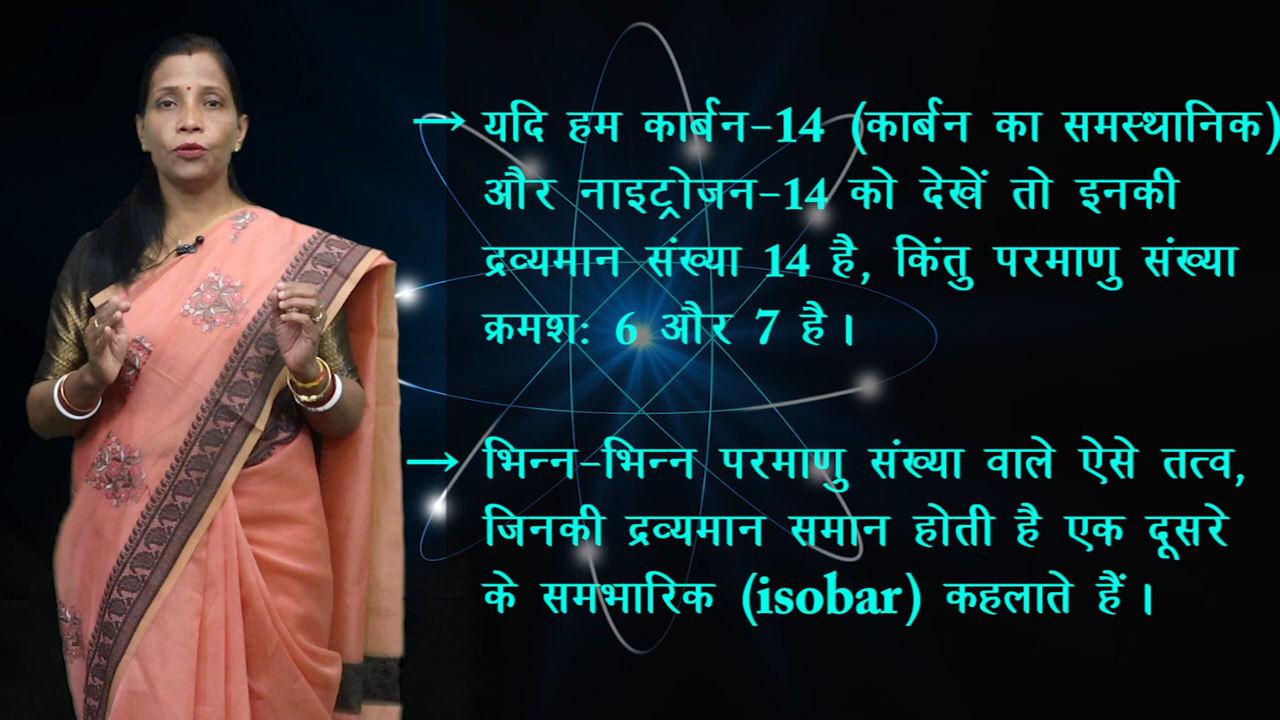 → यदि हम कार्बन-14 (कार्बन का समस्थानिक)
और नाइट्रोजन-14 को देखें तो इनकी
द्रव्यमान संख्या 14 है, किंतु परमाणु संख्या
क्रमश: 6 और 7 है।
→ भिन्न-भिन्न परमाणु संख्या वाले ऐसे तत्व,
जिनकी द्रव्यमान समान होती है एक दूसरे
के समभारिक (isobar) कहलाते हैं।